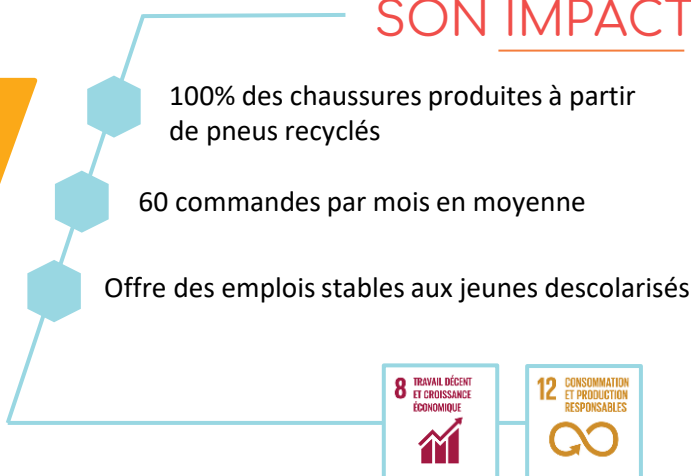 SON IMPACT
100% des chaussures produites à partir
de pneus recyclés
60 commandes par mois en moyenne
Offre des emplois stables aux jeunes descolarisés
8 TRAVAIL DÉCENT
ET CROISSANCE
ÉCONOMIQUE
12 CONSOMMATION
ET PRODUCTION
RESPONSABLES